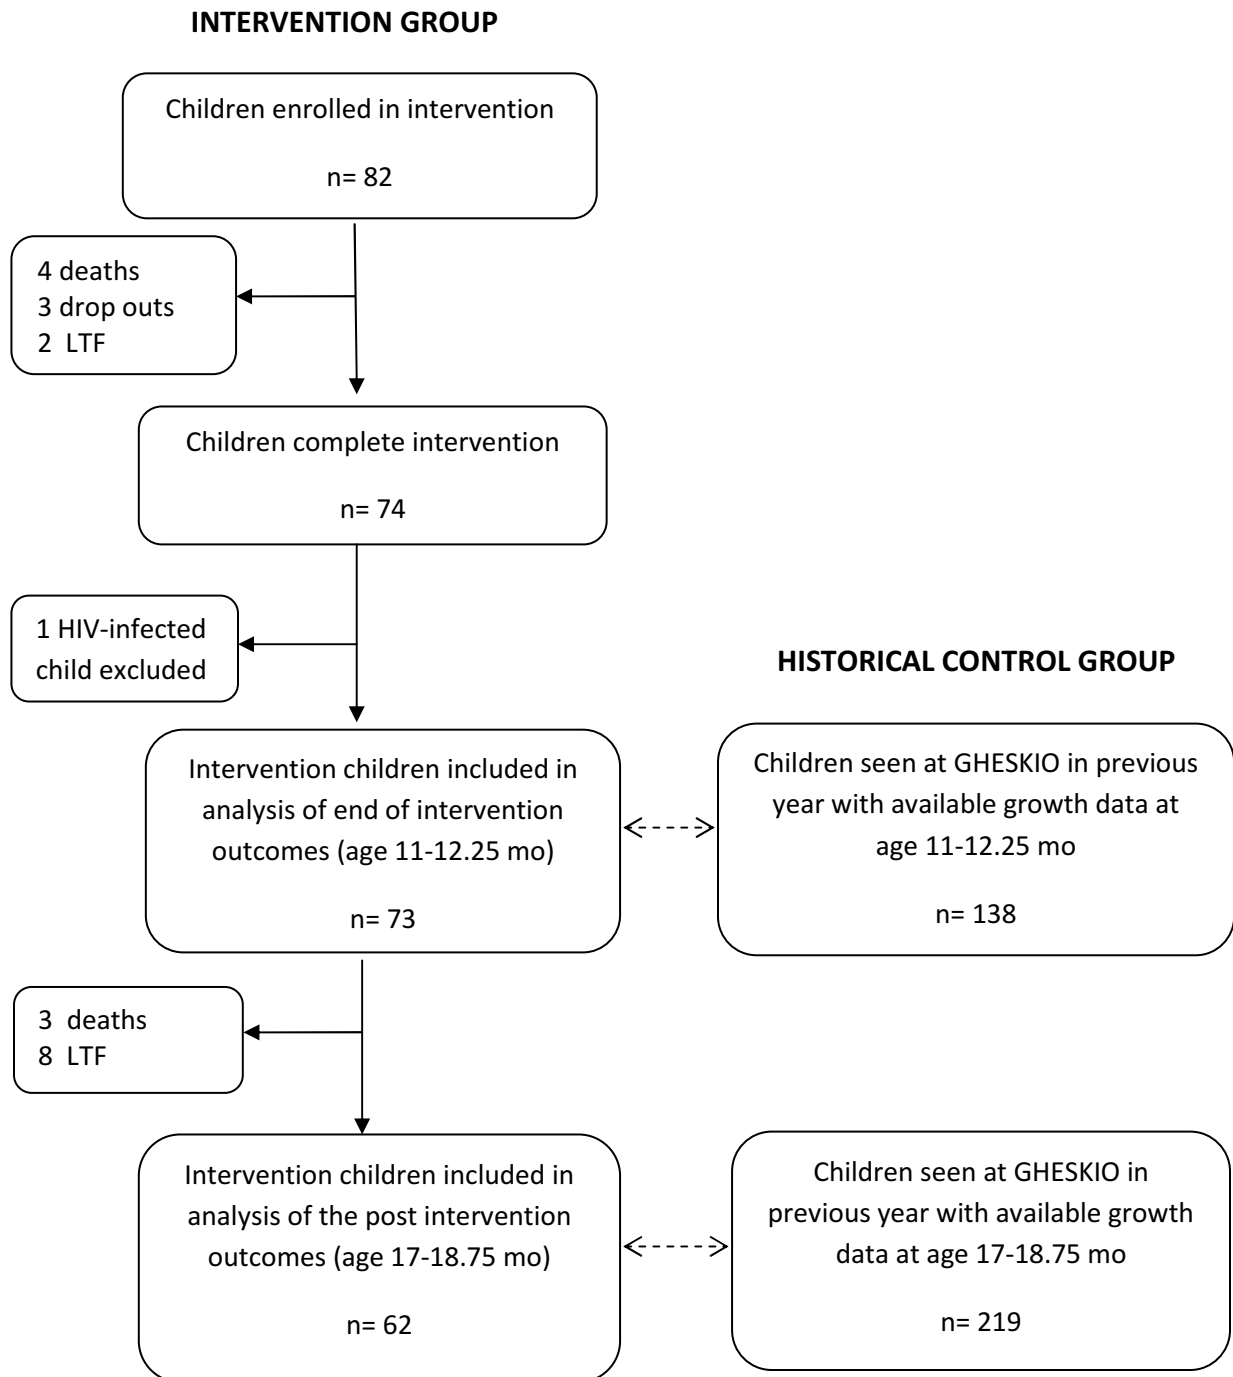 INTERVENTION GROUP
Children enrolled in intervention
n= 82
4 deaths
3 drop outs
2 LTF
Children complete intervention
n= 74
1 HIV-infected
child excluded
HISTORICAL CONTROL GROUP
Intervention children included in
analysis of end of intervention
outcomes (age 11-12.25 mo)
n= 73
Children seen at GHESKIO in previous
year with available growth data at
age 11-12.25 mo
n= 138
3 deaths
8 LTF
Intervention children included in
analysis of the post intervention
outcomes (age 17-18.75 mo)
n= 62
Children seen at GHESKIO in
previous year with available growth
data at age 17-18.75 mo
n= 219